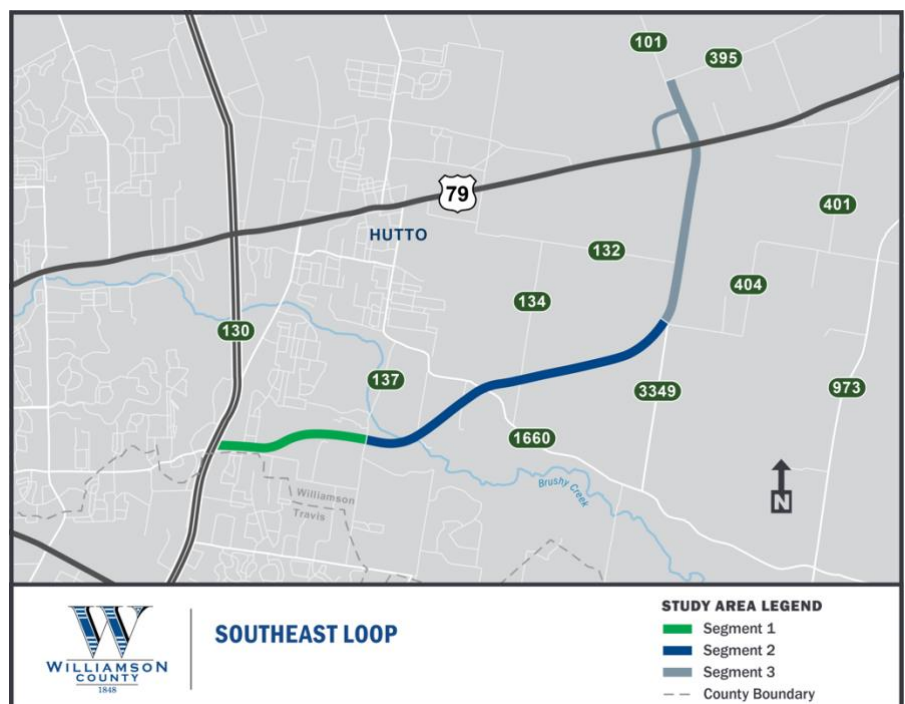 101
395
79
401
HUTTO
132
404
134
130
137
3349
973
1660
Brushy Creek
Williamson
Travis
N
W
WILLIAMSON
COUNTY
1848
SOUTHEAST LOOP
STUDY AREA LEGEND
Segment 1
Segment 2
Segment 3
County Boundary